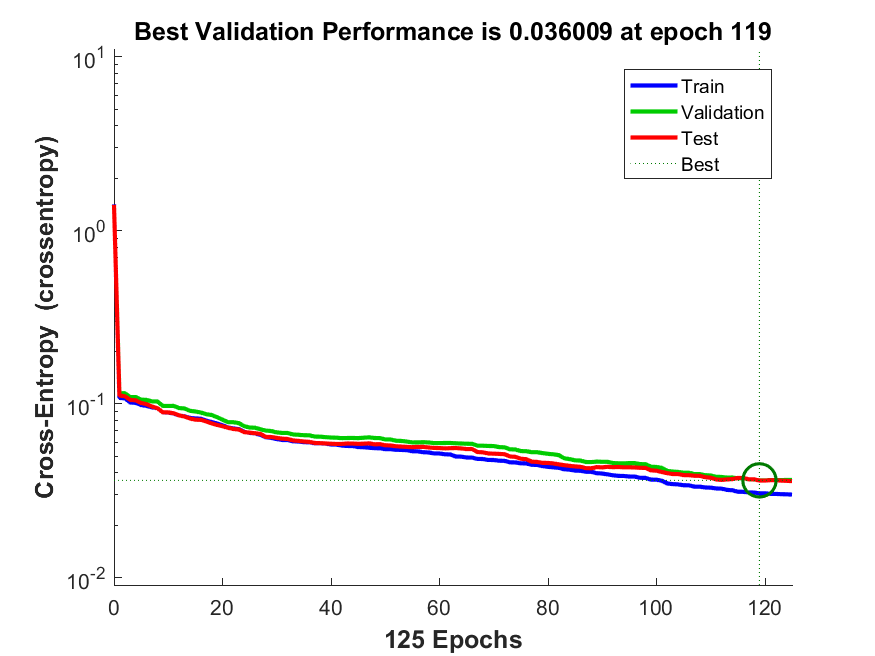 Best Validation Performance is 0.036009 at epoch 119
Cross-Entropy (crossentropy)
10^1
10^0
10^-1
10^-2
Train
Validation
Test
Best
0 20 40 60 80 100 120
125 Epochs